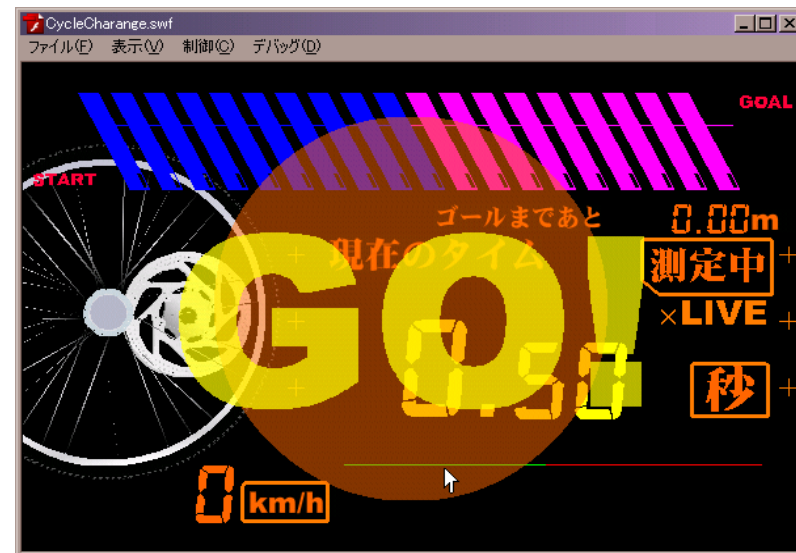 CycleCharange.swf
ファイル(F) 表示(V) 制御(C) デバッグ(D)
GOAL
START
ゴールまであと 0.00m
現在のタイム 測定中
×LIVE
GO!
0.50 秒
0 km/h